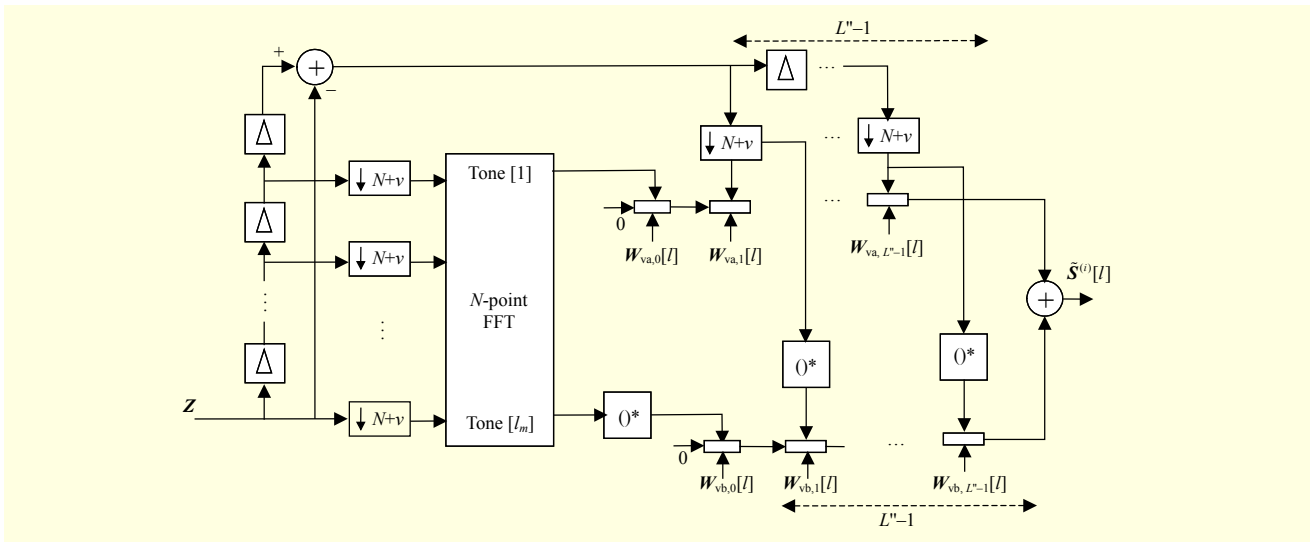 L''–1
+
+
–
Δ
...
Δ
↓ N+v
...
↓ N+v
↓ N+v
Tone [1]
0
...
Δ
W_va,0[l]
W_va,1[l]
W_va, L''–1[l]
↓ N+v
S̃^(i)[l]
+
N-point
FFT
...
...
()*
()*
Δ
Z
↓ N+v
Tone [l_m]
()*
0
...
W_vb,0[l]
W_vb,1[l]
W_vb, L''–1[l]
L''–1